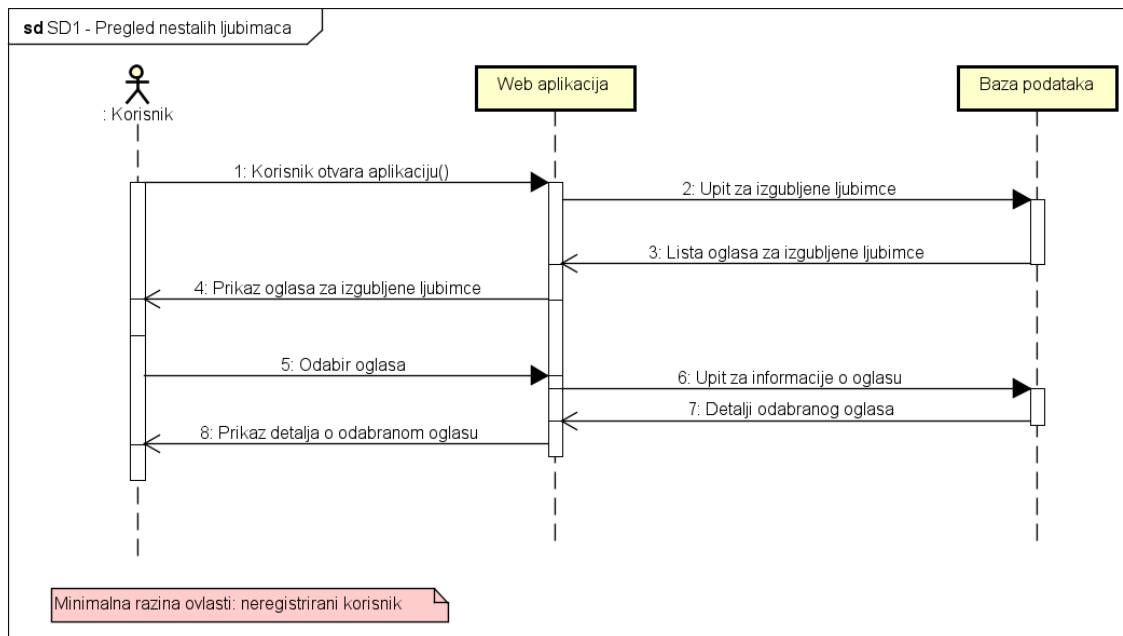 sd SD1 - Pregled nestalih ljubimaca
: Korisnik
Web aplikacija
Baza podataka
1: Korisnik otvara aplikaciju()
2: Upit za izgubljene ljubimce
3: Lista oglasa za izgubljene ljubimce
4: Prikaz oglasa za izgubljene ljubimce
5: Odabir oglasa
6: Upit za informacije o oglasu
7: Detalji odabranog oglasa
8: Prikaz detalja o odabranom oglasu
Minimalna razina ovlasti: neregistrirani korisnik